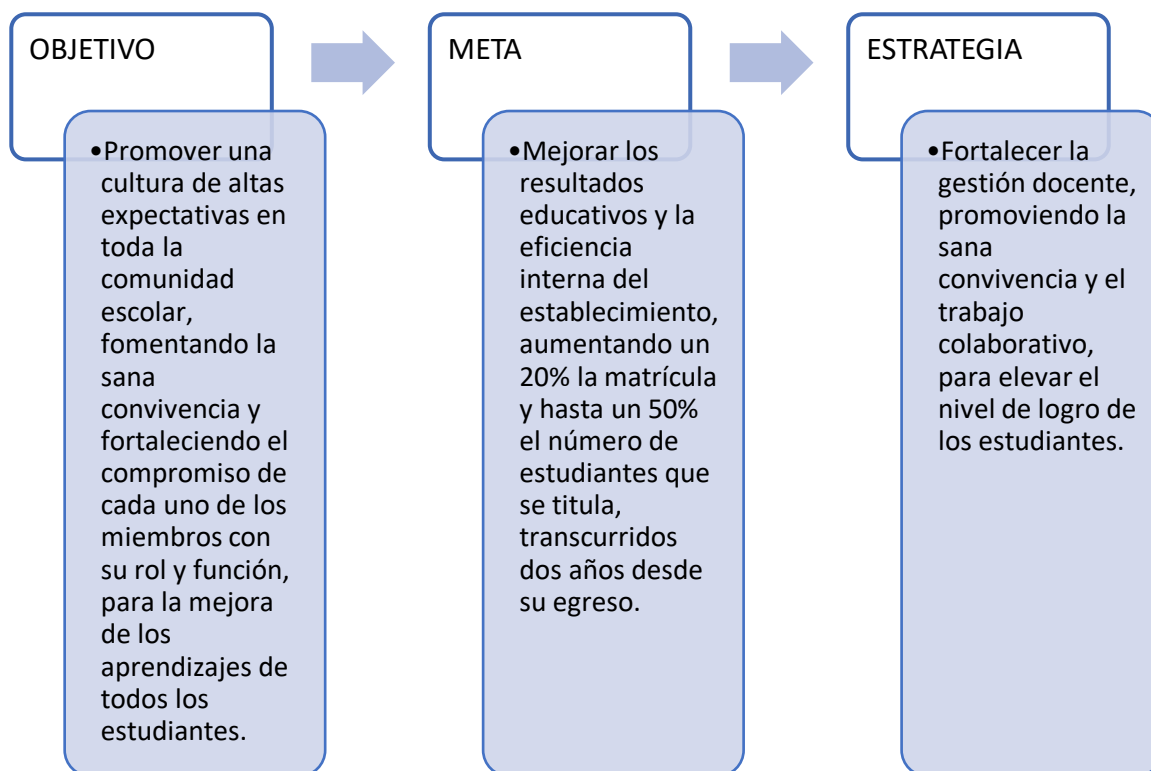 OBJETIVO
•Promover una
cultura de altas
expectativas en
toda la
comunidad
escolar,
fomentando la
sana
convivencia y
fortaleciendo el
compromiso de
cada uno de los
miembros con
su rol y función,
para la mejora
de los
aprendizajes de
todos los
estudiantes.
META
•Mejorar los
resultados
educativos y la
eficiencia
interna del
establecimiento,
aumentando un
20% la matrícula
y hasta un 50%
el número de
estudiantes que
se titula,
transcurridos
dos años desde
su egreso.
ESTRATEGIA
•Fortalecer la
gestión docente,
promoviendo la
sana
convivencia y el
trabajo
colaborativo,
para elevar el
nivel de logro de
los estudiantes.